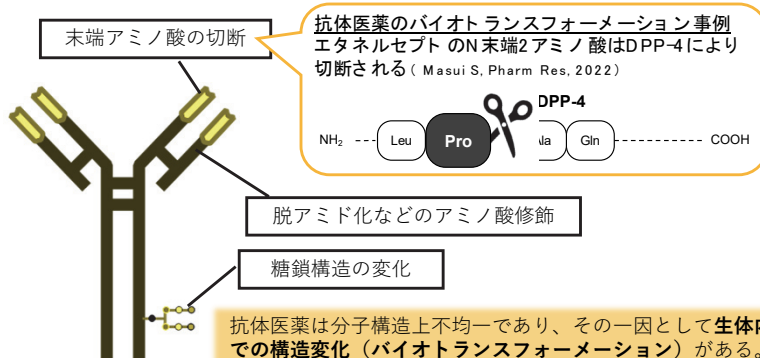 末端アミノ酸の切断
抗体医薬のバイオトランスフォーメーション事例
エタネルセプトのN末端2アミノ酸はDPP-4により
切断される（Masui S, Pharm Res, 2022）
DPP-4
NH₂ Leu Pro Ala Gln COOH
脱アミド化などのアミノ酸修飾
糖鎖構造の変化
抗体医薬は分子構造上不均一であり、その一因として生体内
での構造変化（バイオトランスフォーメーション）がある。